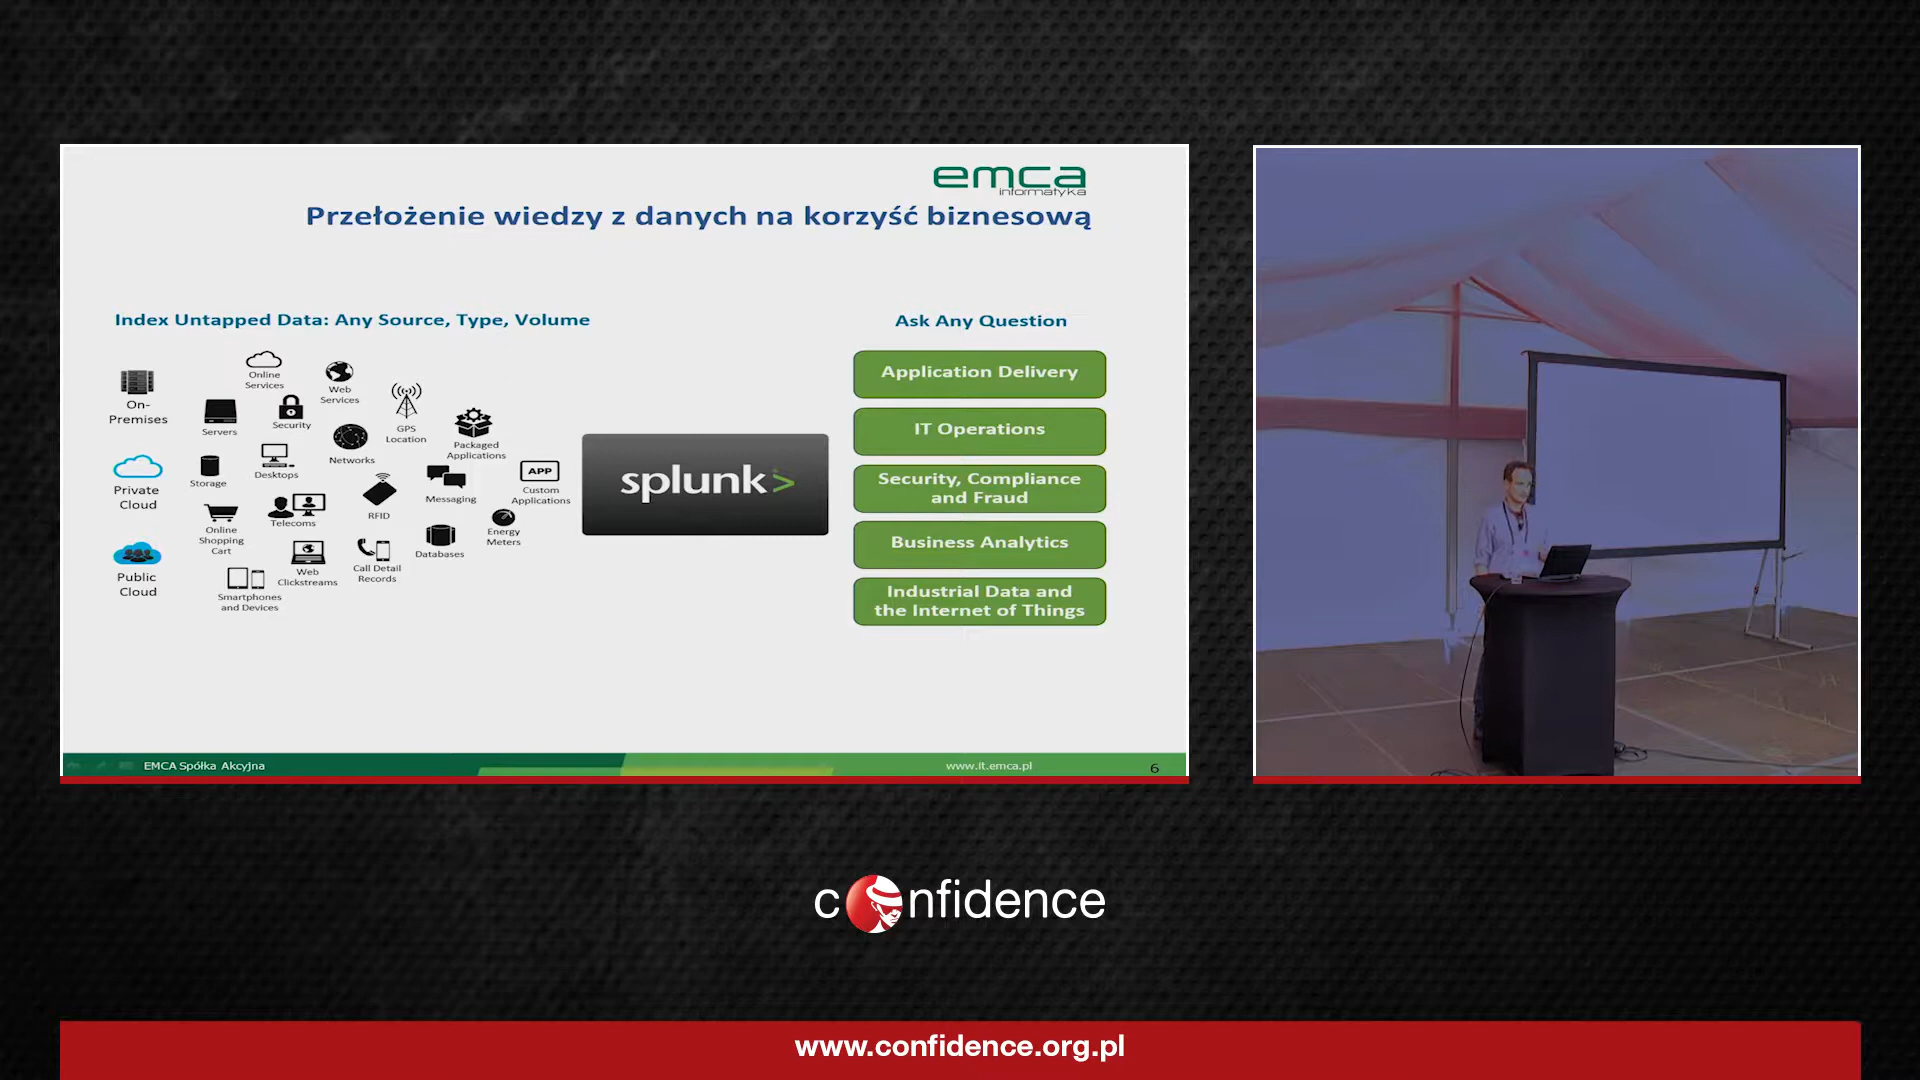 emca
informatyka
Przełożenie wiedzy z danych na korzyść biznesową
Index Untapped Data: Any Source, Type, Volume
On-
Premises
Private
Cloud
Public
Cloud
Online
Services
Web
Services
Servers
Security
GPS
Location
Packaged
Applications
Networks
Storage
Desktops
Messaging
APP
Custom
Applications
RFID
Telecoms
Online
Shopping
Cart
Energy
Meters
Databases
Web
Clickstreams
Call Detail
Records
Smartphones
and Devices
splunk>
Ask Any Question
Application Delivery
IT Operations
Security, Compliance
and Fraud
Business Analytics
Industrial Data and
the Internet of Things
EMCA Spółka Akcyjna
www.it.emca.pl
6
confidence
www.confidence.org.pl